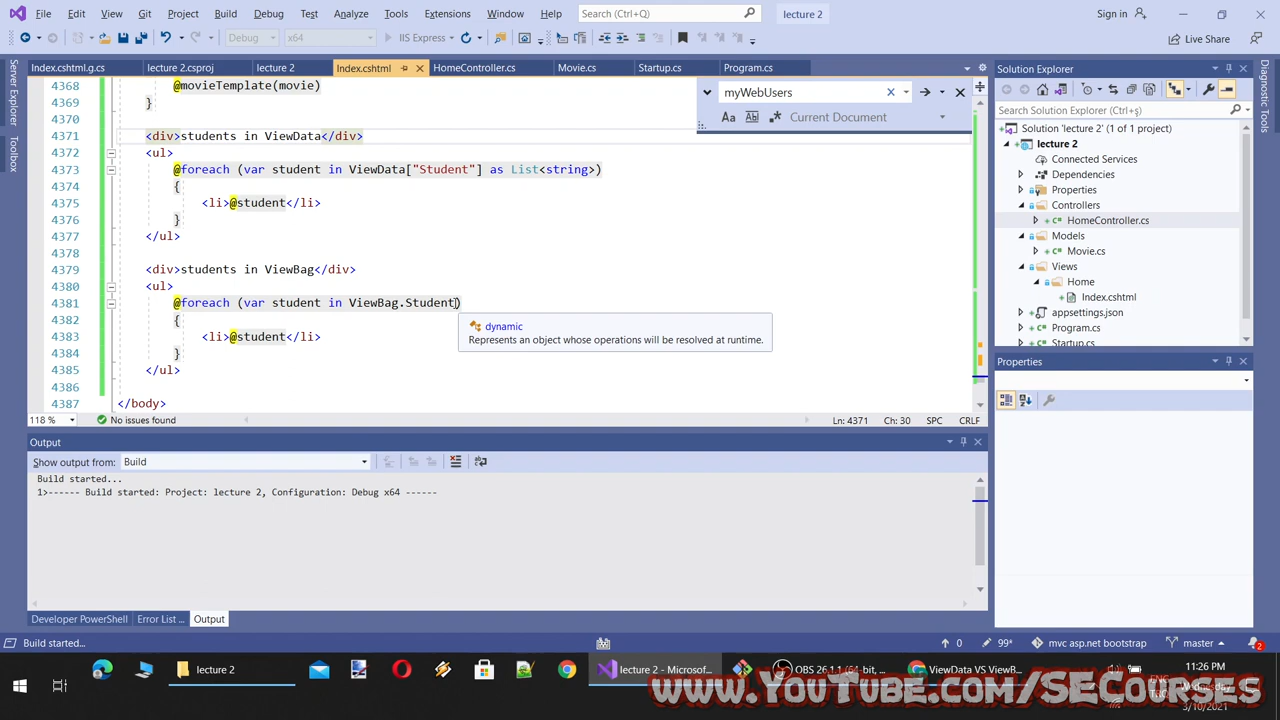 File Edit View Git Project Build Debug Test Analyze Tools Extensions Window Help Search (Ctrl+Q) lecture 2 Sign in
Debug x64 IIS Express Live Share
Server Explorer
Toolbox
Index.cshtml.g.cs lecture 2.csproj lecture 2 Index.cshtml HomeController.cs Movie.cs Startup.cs Program.cs
myWebUsers
Aa Ab Current Document
4368 @movieTemplate(movie)
4369 }
4370
4371 <div>students in ViewData</div>
4372 <ul>
4373 @foreach (var student in ViewData["Student"] as List<string>)
4374 {
4375 <li>@student</li>
4376 }
4377 </ul>
4378
4379 <div>students in ViewBag</div>
4380 <ul>
4381 @foreach (var student in ViewBag.Student)
4382 {
4383 <li>@student</li>
4384 }
4385 </ul>
4386
4387 </body>
dynamic
Represents an object whose operations will be resolved at runtime.
118 % No issues found Ln: 4371 Ch: 30 SPC CRLF
Output
Show output from: Build
Build started...
1>------ Build started: Project: lecture 2, Configuration: Debug x64 ------
Developer PowerShell Error List ... Output
Solution Explorer
Search Solution Explorer (Ctrl+ş)
Solution 'lecture 2' (1 of 1 project)
lecture 2
Connected Services
Dependencies
Properties
Controllers
C# HomeController.cs
Models
C# Movie.cs
Views
Home
Index.cshtml
appsettings.json
C# Program.cs
C# Startup.cs
Properties
Diagnostic Tools
Build started... 0 99* mvc asp.net bootstrap master 2
lecture 2 lecture 2 - Microsof... OBS 26.1.1 (64-bit, ... ViewData VS ViewB...
ENG
11:26 AM
Wednesday
3/10/2021
www.YouTube.com/SECourses